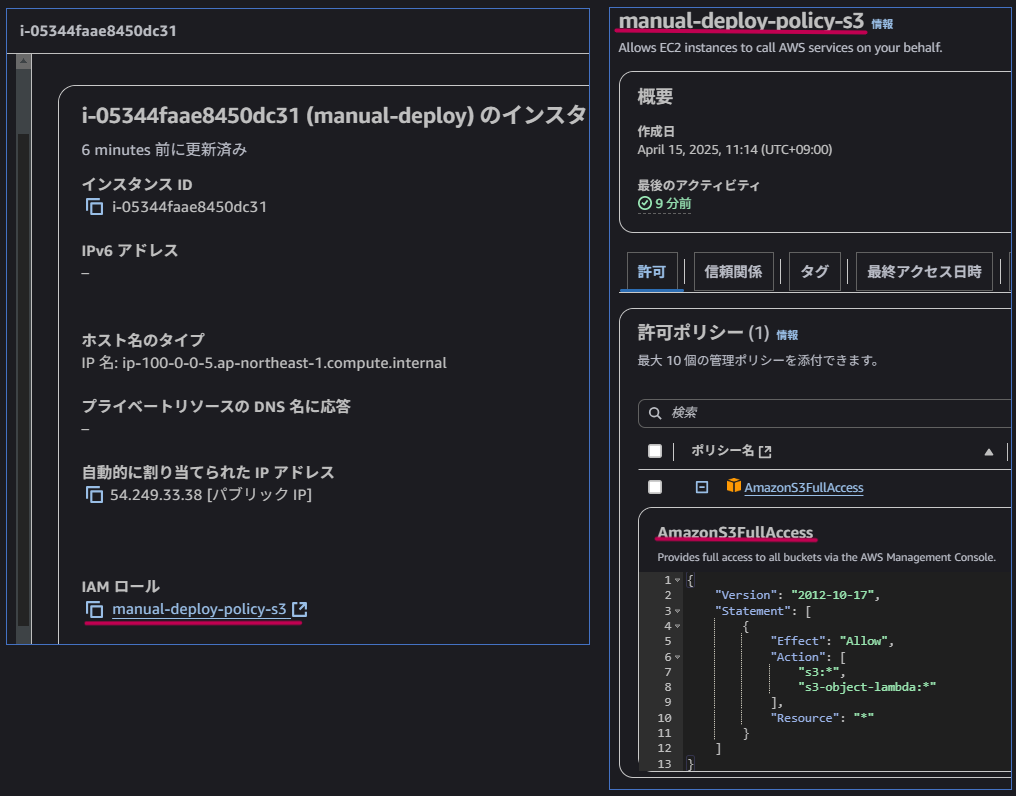 i-05344faae8450dc31
i-05344faae8450dc31 (manual-deploy) のインスタ
6 minutes 前に更新済み
インスタンス ID
i-05344faae8450dc31
IPv6 アドレス
–
ホスト名のタイプ
IP 名: ip-100-0-0-5.ap-northeast-1.compute.internal
プライベートリソースの DNS 名に応答
–
自動的に割り当てられた IP アドレス
54.249.33.38 [パブリック IP]
IAM ロール
manual-deploy-policy-s3
manual-deploy-policy-s3 情報
Allows EC2 instances to call AWS services on your behalf.
概要
作成日
April 15, 2025, 11:14 (UTC+09:00)
最後のアクティビティ
9 分前
許可 信頼関係 タグ 最終アクセス日時
許可ポリシー (1) 情報
最大 10 個の管理ポリシーを添付できます。
検索
ポリシー名
AmazonS3FullAccess
AmazonS3FullAccess
Provides full access to all buckets via the AWS Management Console.
1 {
2 "Version": "2012-10-17",
3 "Statement": [
4 {
5 "Effect": "Allow",
6 "Action": [
7 "s3:*",
8 "s3-object-lambda:*"
9 ],
10 "Resource": "*"
11 }
12 ]
13 }